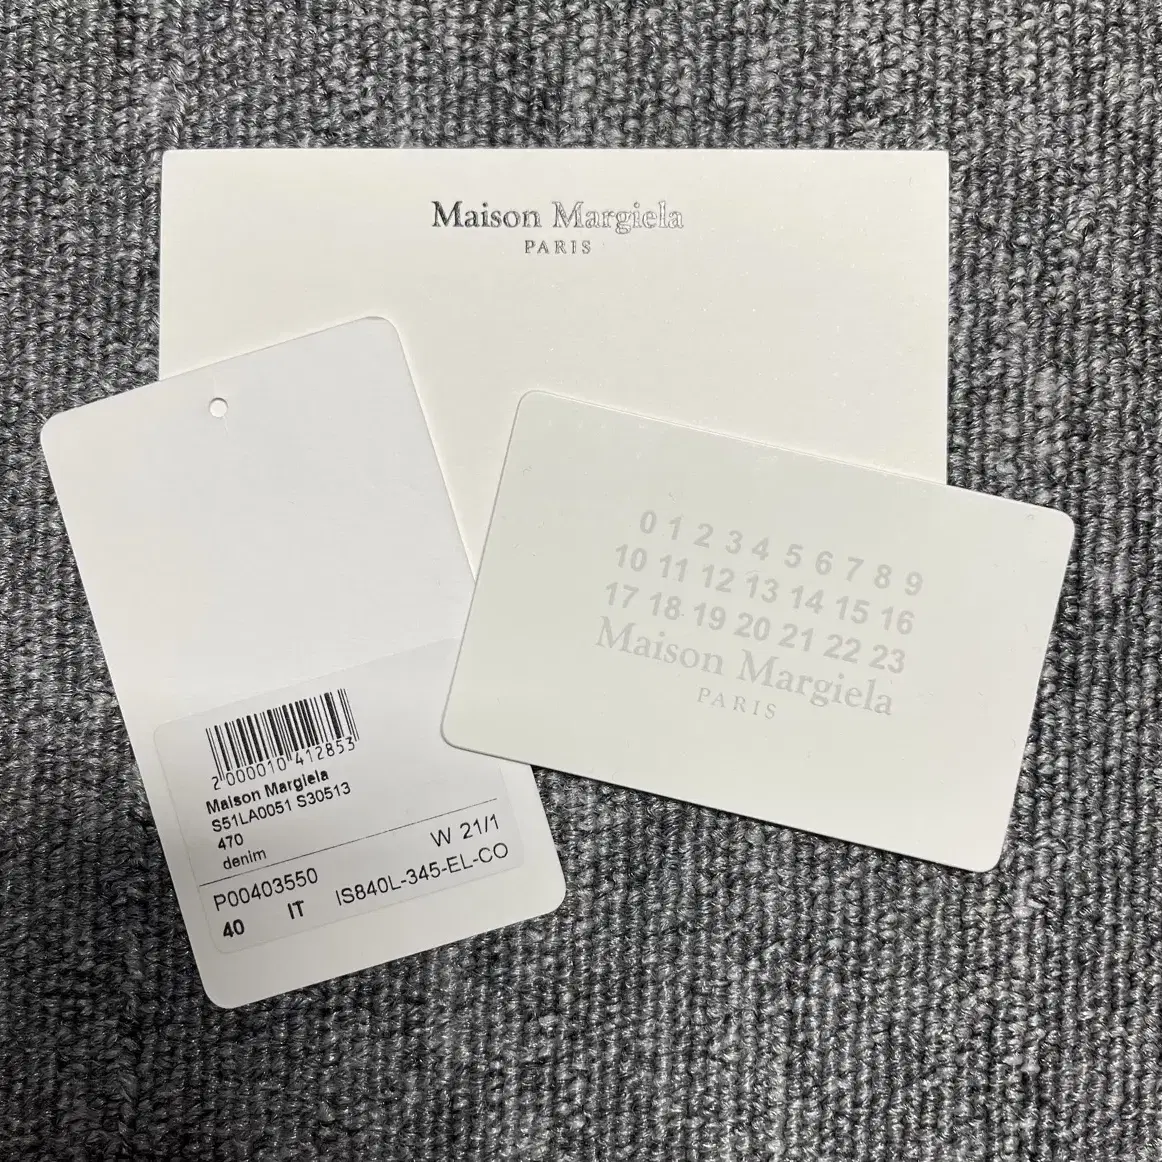 Maison Margiela
PARIS
0 1 2 3 4 5 6 7 8 9
10 11 12 13 14 15 16
17 18 19 20 21 22 23
Maison Margiela
PARIS
2 000010 412853
Maison Margiela
S51LA0051 S30513
470
denim
W 21/1
P00403550
IS840L-345-EL-CO
40 IT